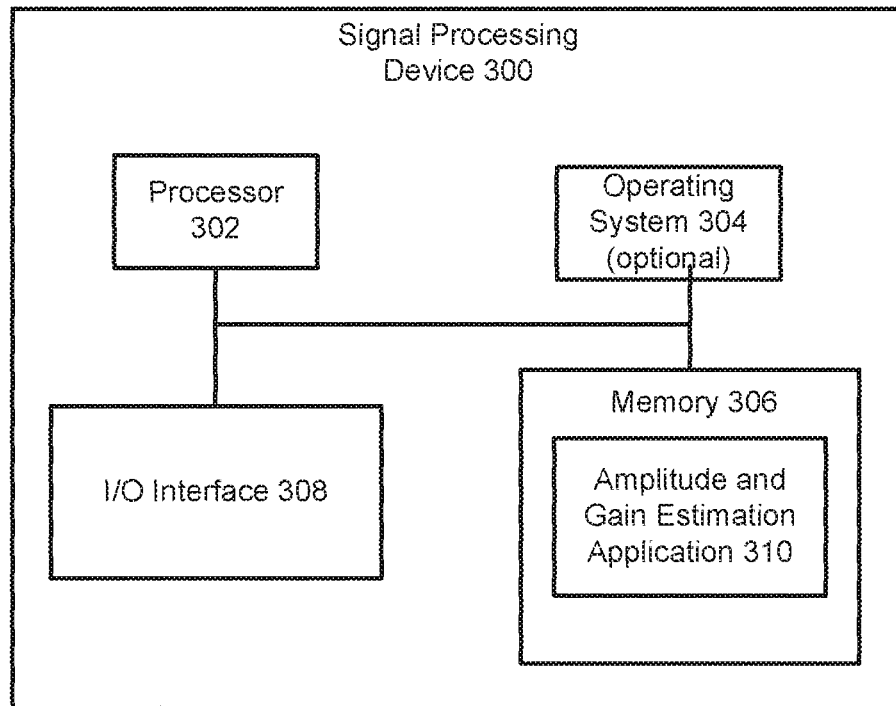 Signal Processing
Device 300
Processor
302
Operating
System 304
(optional)
I/O Interface 308
Memory 306
Amplitude and
Gain Estimation
Application 310